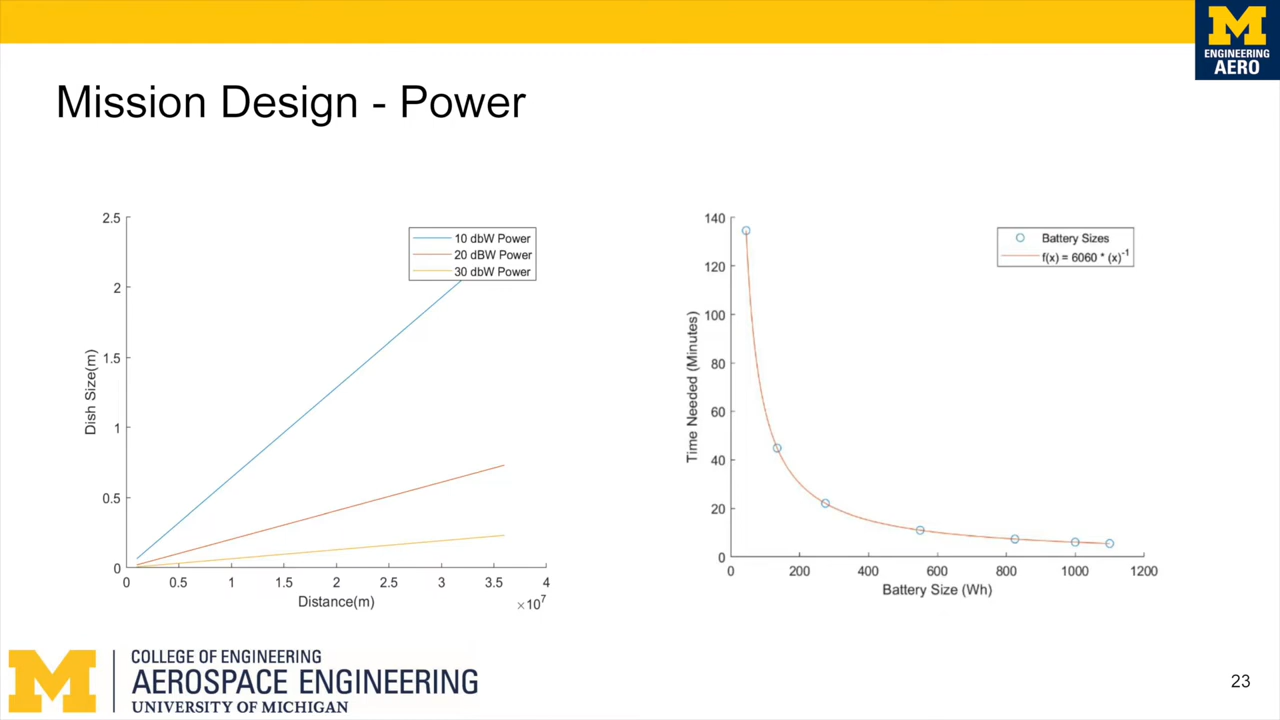 ENGINEERING
AERO
Mission Design - Power
2.5
2
1.5
1
0.5
0
Dish Size(m)
10 dbW Power
20 dBW Power
30 dbW Power
0 0.5 1 1.5 2 2.5 3 3.5 4
Distance(m)
×10^7
140
120
100
80
60
40
20
0
Time Needed (Minutes)
Battery Sizes
f(x) = 6060 * (x)^-1
0 200 400 600 800 1000 1200
Battery Size (Wh)
COLLEGE OF ENGINEERING
AEROSPACE ENGINEERING
UNIVERSITY OF MICHIGAN
23